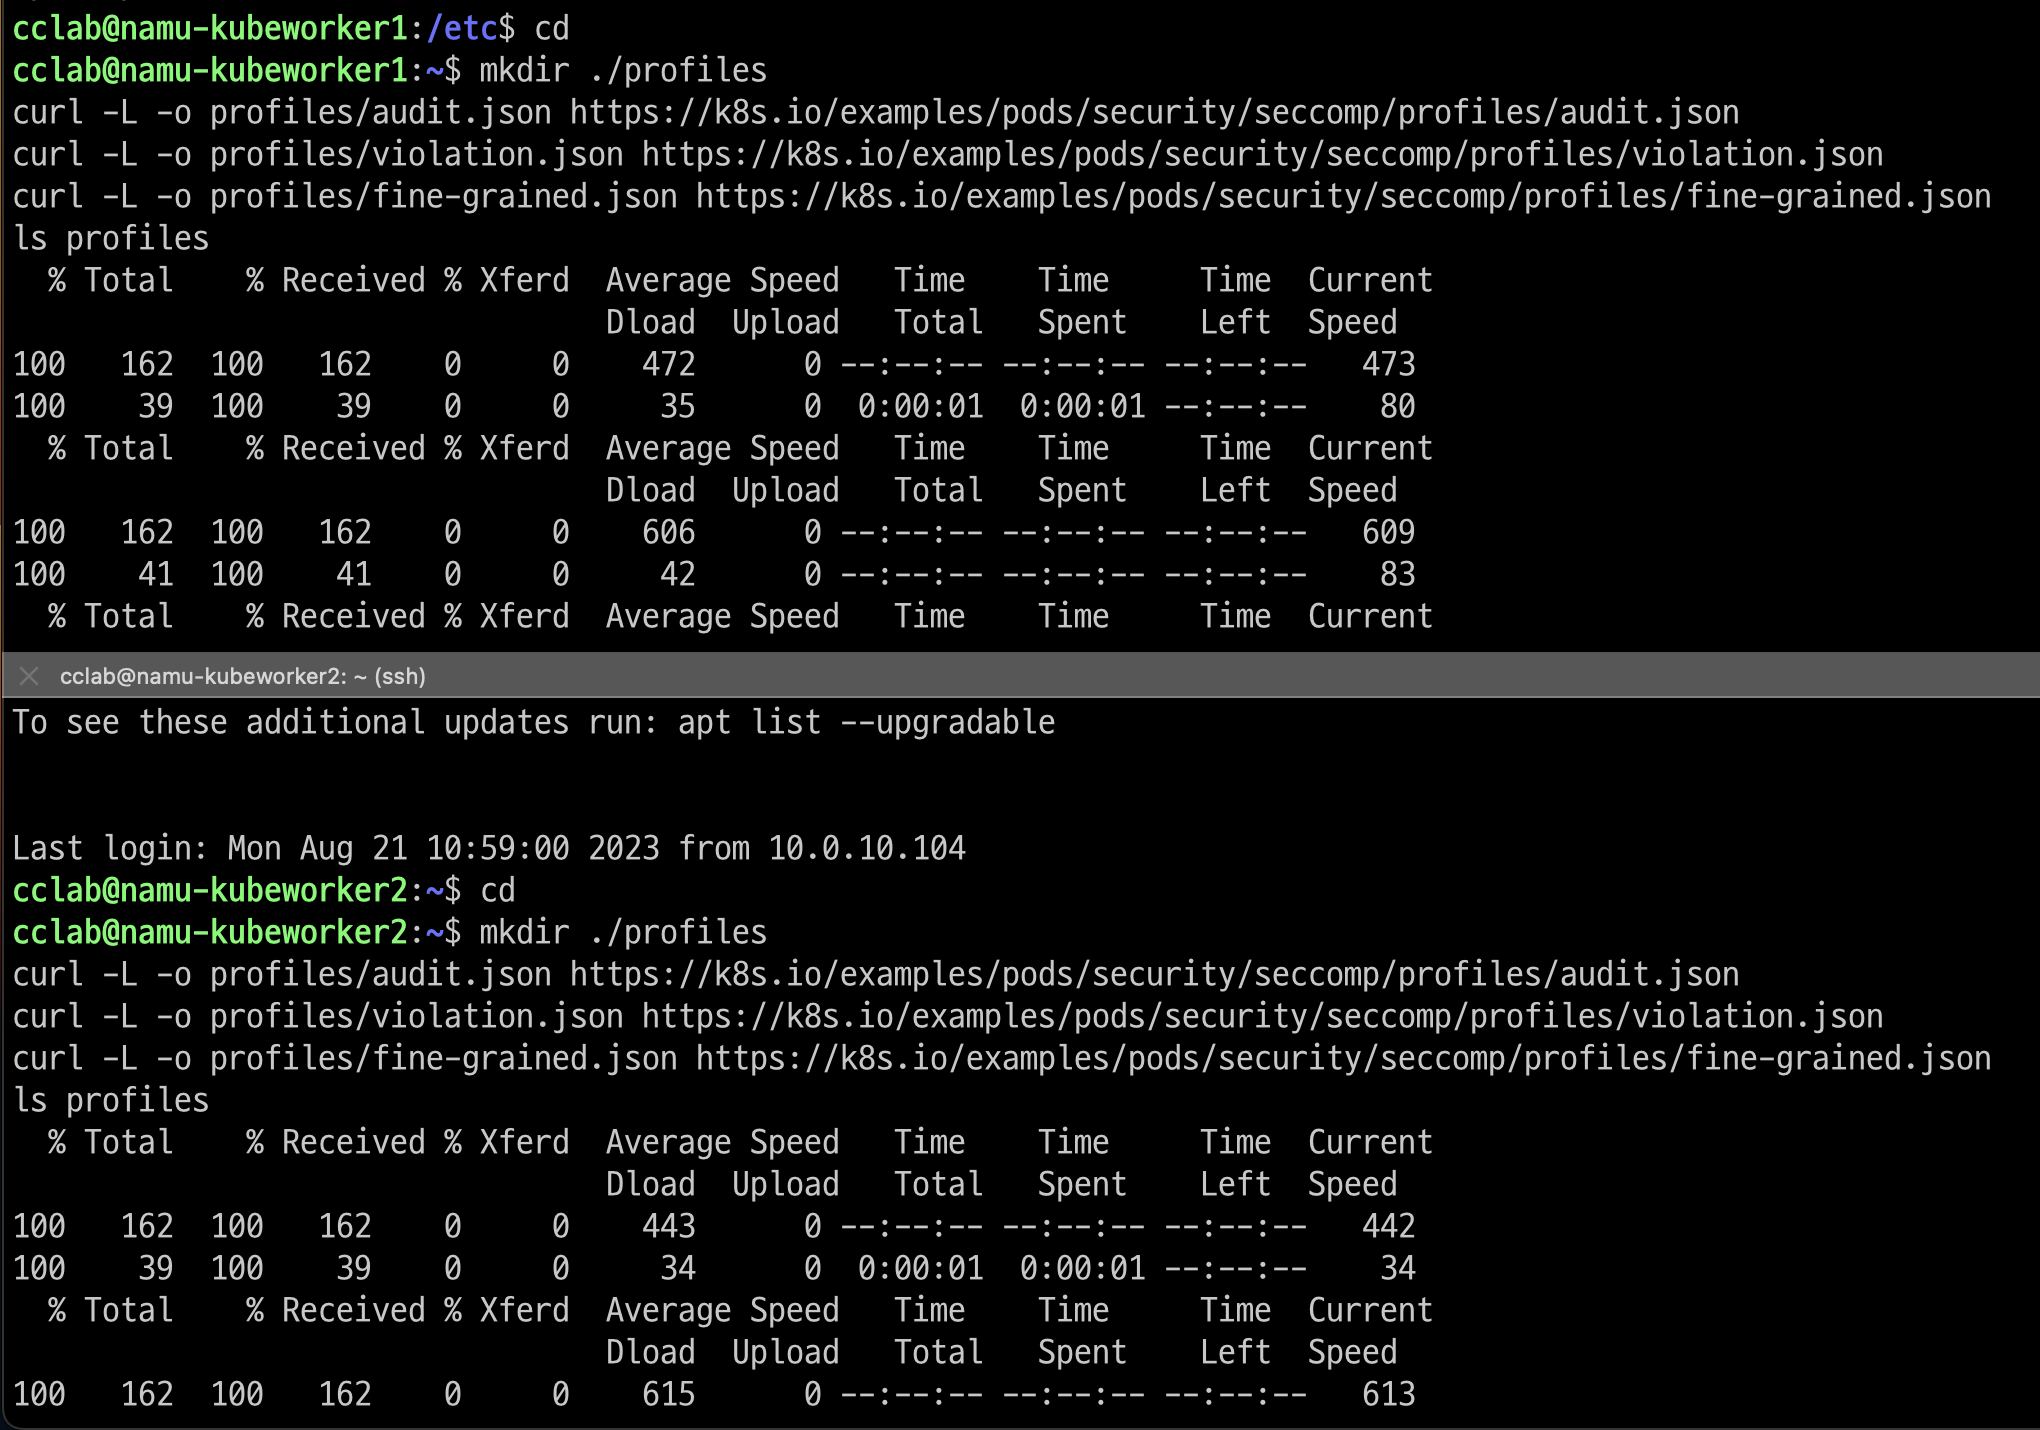 cclab@namu-kubeworker1:/etc$ cd
cclab@namu-kubeworker1:~$ mkdir ./profiles
curl -L -o profiles/audit.json https://k8s.io/examples/pods/security/seccomp/profiles/audit.json
curl -L -o profiles/violation.json https://k8s.io/examples/pods/security/seccomp/profiles/violation.json
curl -L -o profiles/fine-grained.json https://k8s.io/examples/pods/security/seccomp/profiles/fine-grained.json
ls profiles
  % Total    % Received % Xferd  Average Speed   Time    Time     Time  Current
                                 Dload  Upload   Total   Spent    Left  Speed
100   162  100   162    0     0    472      0 --:--:-- --:--:-- --:--:--   473
100    39  100    39    0     0     35      0  0:00:01  0:00:01 --:--:--    80
  % Total    % Received % Xferd  Average Speed   Time    Time     Time  Current
                                 Dload  Upload   Total   Spent    Left  Speed
100   162  100   162    0     0    606      0 --:--:-- --:--:-- --:--:--   609
100    41  100    41    0     0     42      0 --:--:-- --:--:-- --:--:--    83
  % Total    % Received % Xferd  Average Speed   Time    Time     Time  Current
cclab@namu-kubeworker2: ~ (ssh)
To see these additional updates run: apt list --upgradable
Last login: Mon Aug 21 10:59:00 2023 from 10.0.10.104
cclab@namu-kubeworker2:~$ cd
cclab@namu-kubeworker2:~$ mkdir ./profiles
curl -L -o profiles/audit.json https://k8s.io/examples/pods/security/seccomp/profiles/audit.json
curl -L -o profiles/violation.json https://k8s.io/examples/pods/security/seccomp/profiles/violation.json
curl -L -o profiles/fine-grained.json https://k8s.io/examples/pods/security/seccomp/profiles/fine-grained.json
ls profiles
  % Total    % Received % Xferd  Average Speed   Time    Time     Time  Current
                                 Dload  Upload   Total   Spent    Left  Speed
100   162  100   162    0     0    443      0 --:--:-- --:--:-- --:--:--   442
100    39  100    39    0     0     34      0  0:00:01  0:00:01 --:--:--    34
  % Total    % Received % Xferd  Average Speed   Time    Time     Time  Current
                                 Dload  Upload   Total   Spent    Left  Speed
100   162  100   162    0     0    615      0 --:--:-- --:--:-- --:--:--   613